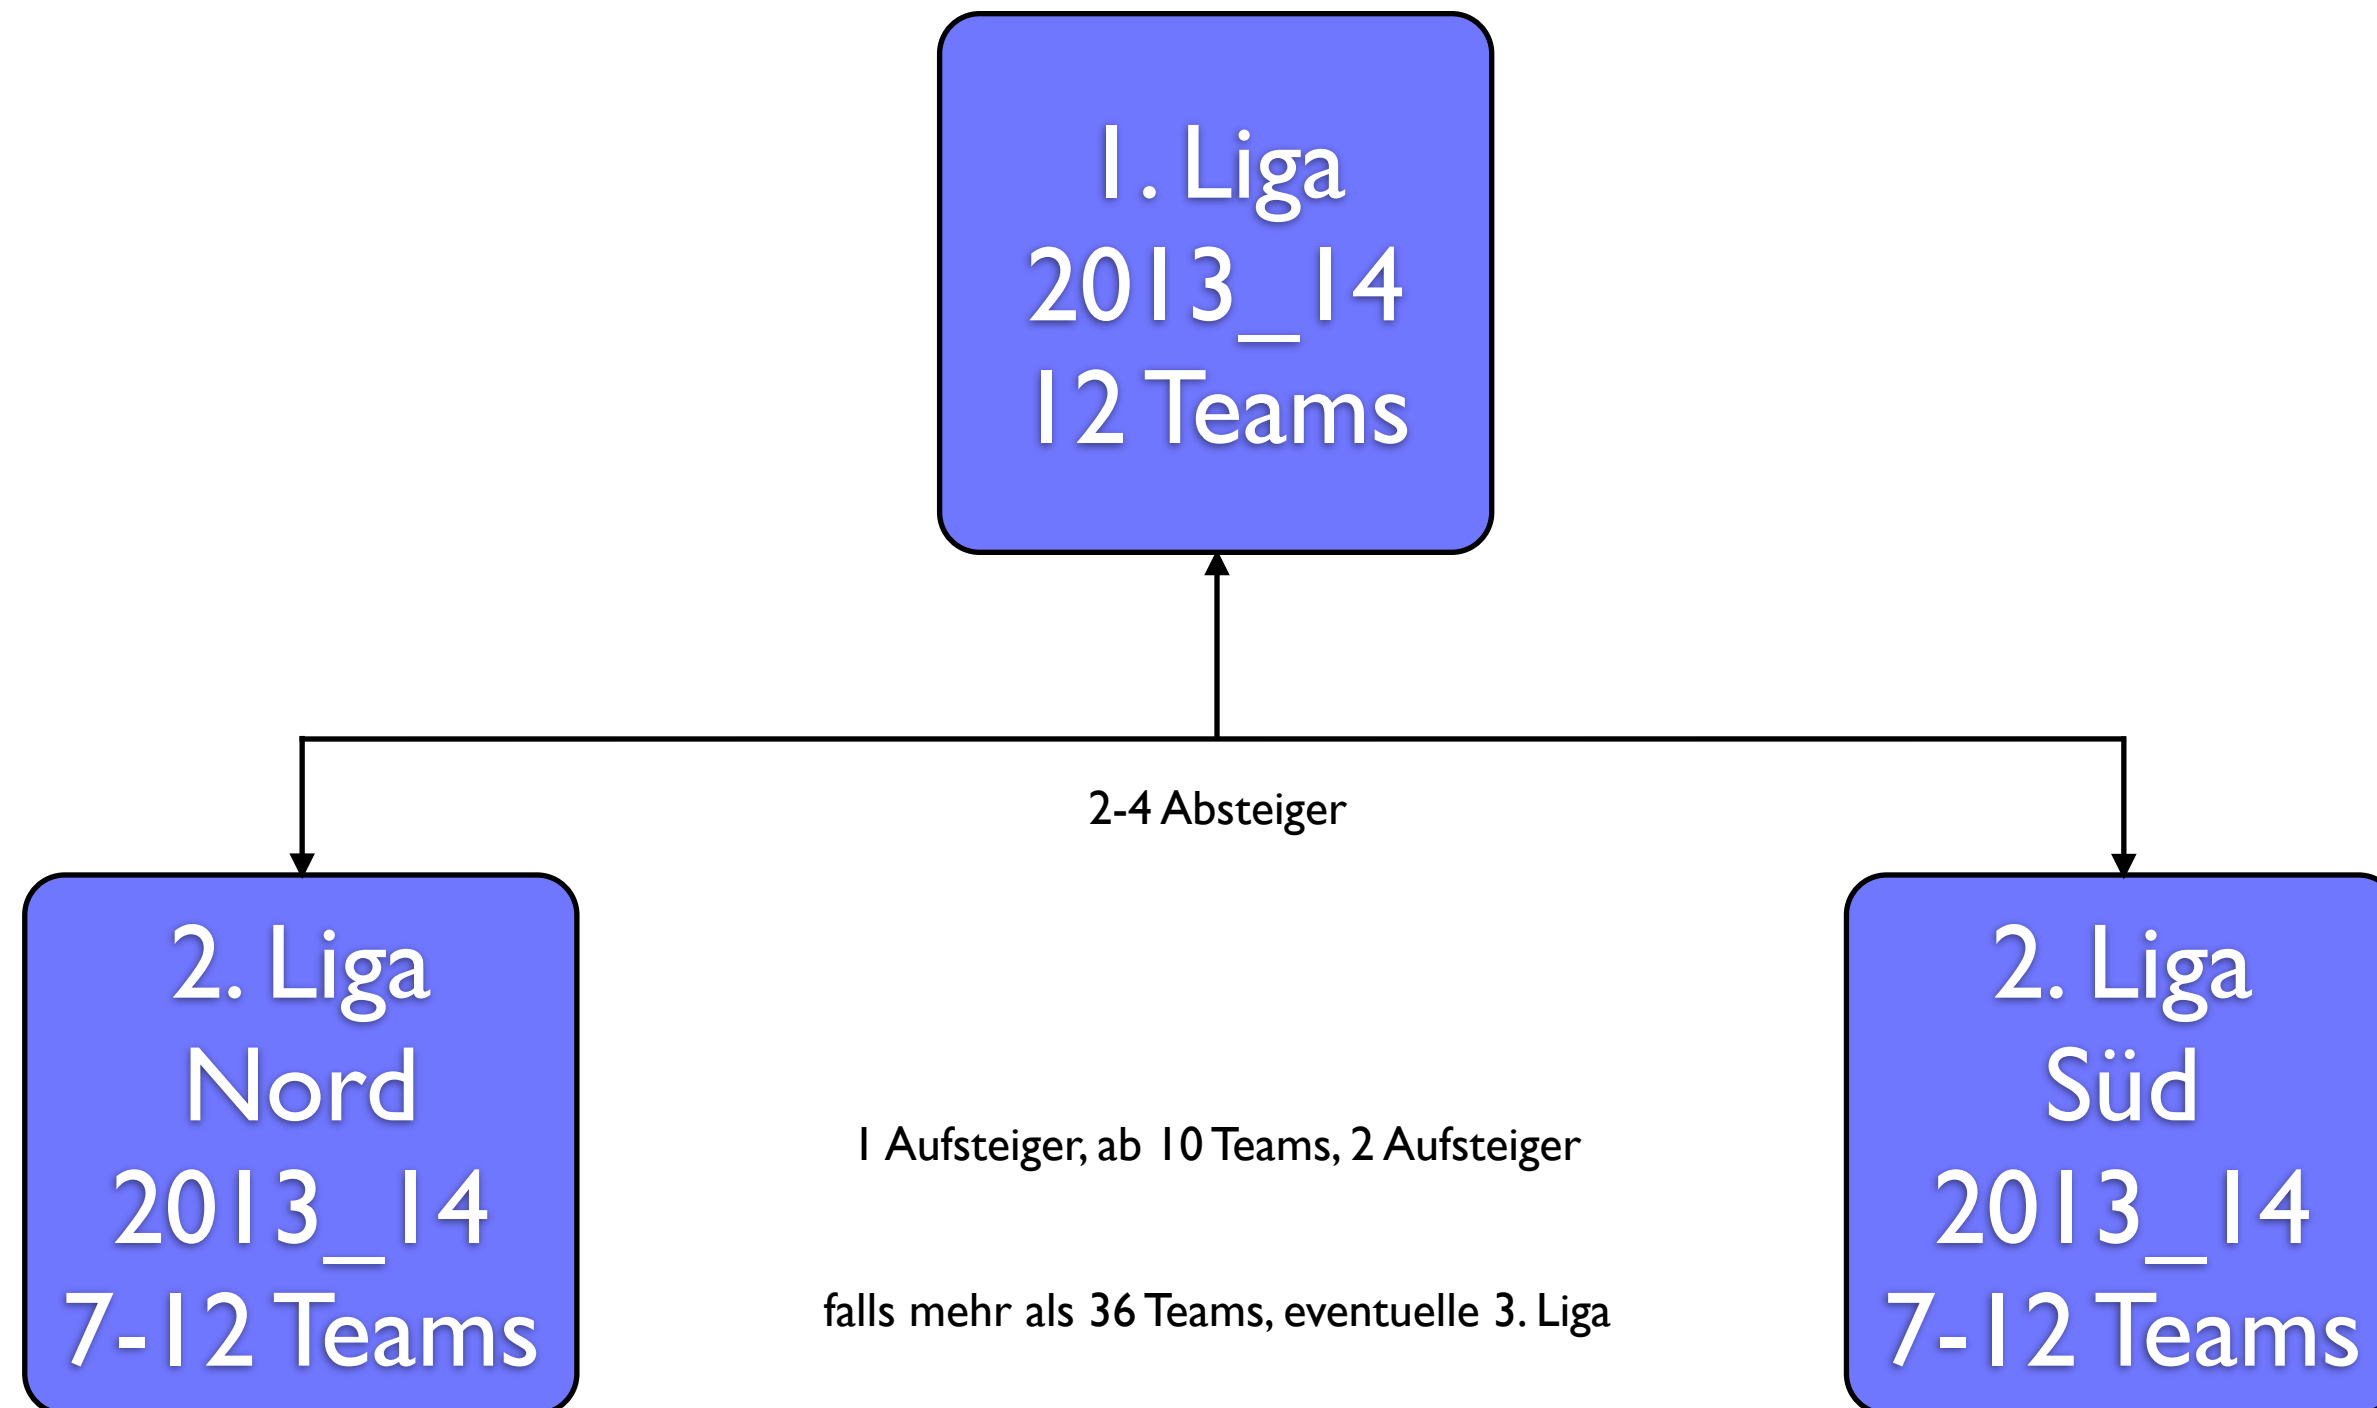 1. Liga
2013_14
12 Teams
2-4 Absteiger
2. Liga
Nord
2013_14
7-12 Teams
1 Aufsteiger, ab 10 Teams, 2 Aufsteiger
falls mehr als 36 Teams, eventuelle 3. Liga
2. Liga
Süd
2013_14
7-12 Teams